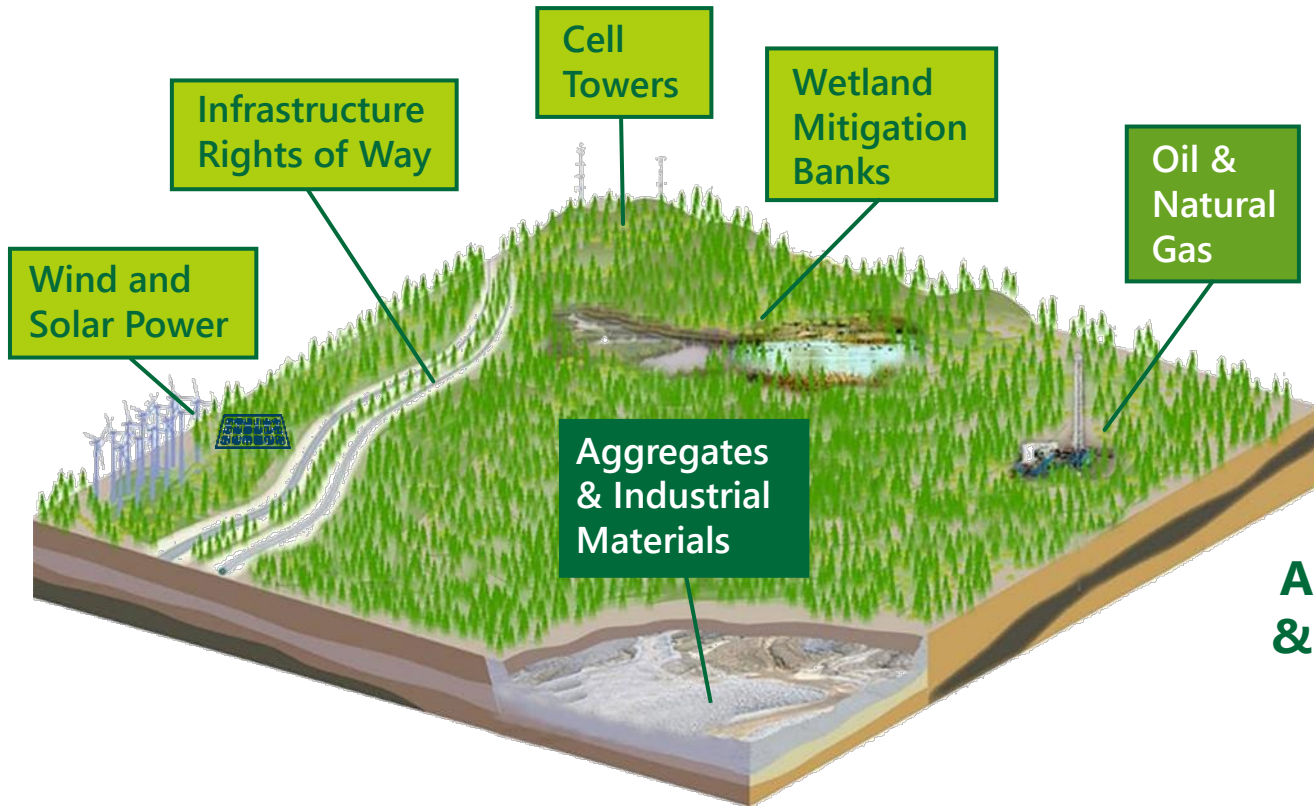 Cell
Towers
Infrastructure
Rights of Way
Wetland
Mitigation
Banks
Oil &
Natural
Gas
Wind and
Solar Power
Aggregates
& Industrial
Materials
A
&